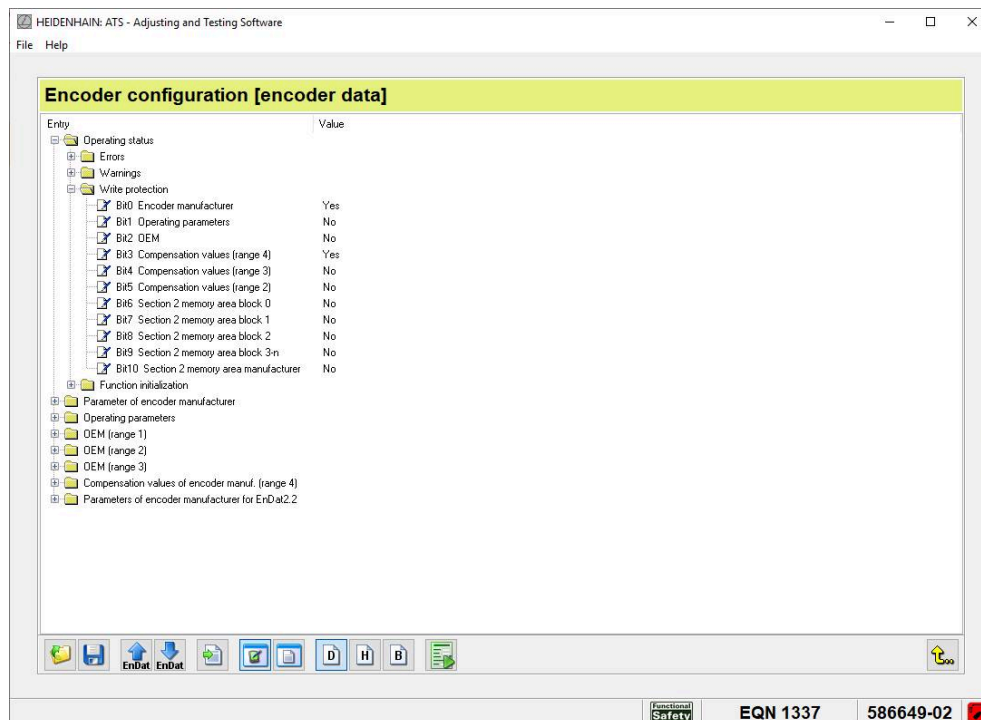 HEIDENHAIN: ATS - Adjusting and Testing Software
File Help
Encoder configuration [encoder data]
Entry Value
Operating status
Errors
Warnings
Write protection
Bit0 Encoder manufacturer Yes
Bit1 Operating parameters No
Bit2 OEM No
Bit3 Compensation values (range 4) Yes
Bit4 Compensation values (range 3) No
Bit5 Compensation values (range 2) No
Bit6 Section 2 memory area block 0 No
Bit7 Section 2 memory area block 1 No
Bit8 Section 2 memory area block 2 No
Bit9 Section 2 memory area block 3-n No
Bit10 Section 2 memory area manufacturer No
Function initialization
Parameter of encoder manufacturer
Operating parameters
OEM (range 1)
OEM (range 2)
OEM (range 3)
Compensation values of encoder manuf. (range 4)
Parameters of encoder manufacturer for EnDat2.2
EnDat EnDat D H B
Functional
Safety EQN 1337 586649-02